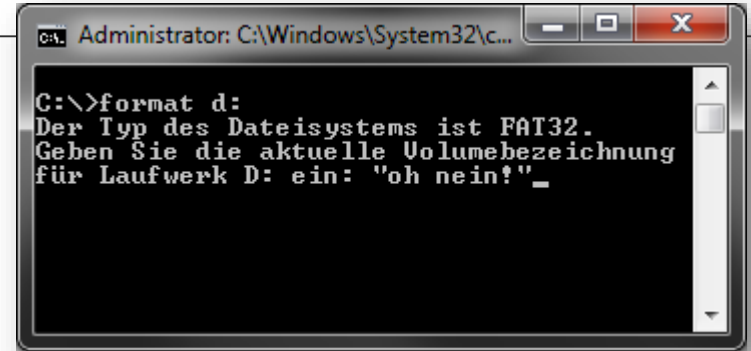 Administrator: C:\Windows\System32\c...
C:\>format d:
Der Typ des Dateisystems ist FAT32.
Geben Sie die aktuelle Volumebezeichnung
für Laufwerk D: ein: "oh nein!"_